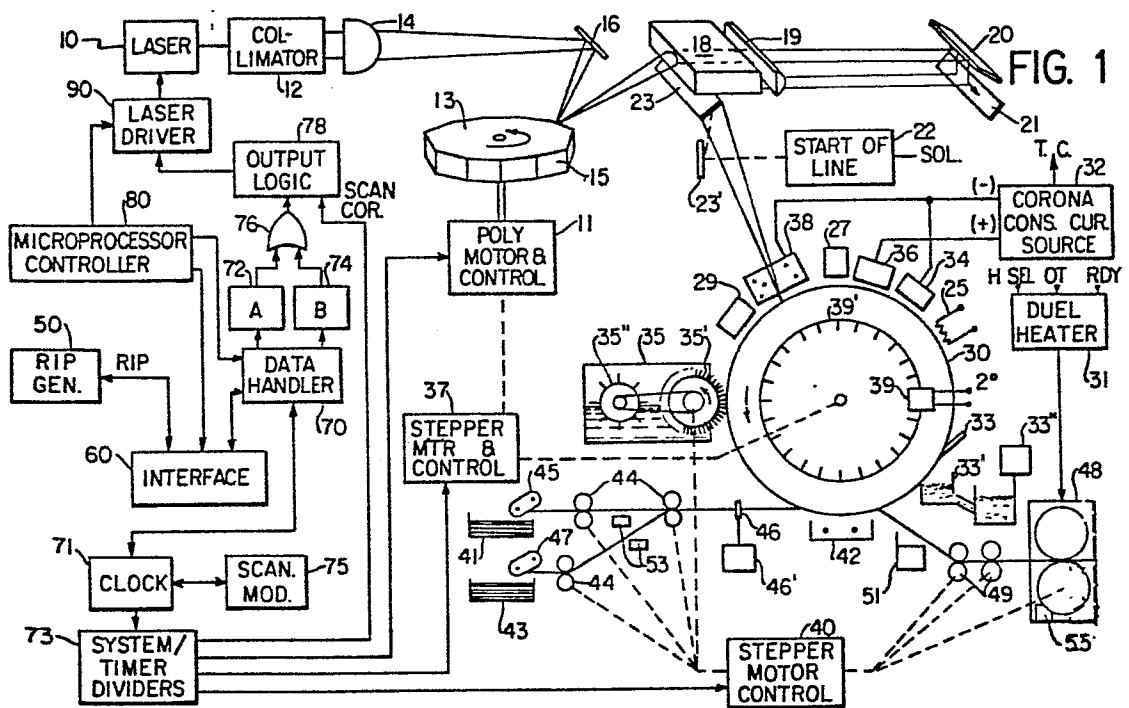 FIG. 1
10
LASER
COL-
LIMATOR
12
14
16
18
19
20
21
23
23'
22
START OF
LINE
SOL.
90
LASER
DRIVER
78
OUTPUT
LOGIC
SCAN
COR.
13
15
11
POLY
MOTOR &
CONTROL
80
MICROPROCESSOR
CONTROLLER
76
72
A
74
B
50
RIP
GEN.
RIP
DATA
HANDLER
70
60
INTERFACE
71
CLOCK
SCAN.
MOD.
75
73
SYSTEM/
TIMER
DIVIDERS
T. C.
32
CORONA
CONS. CUR.
SOURCE
(-)
(+)
38
27
36
34
29
25
H SEL OT RDY
DUEL
HEATER
31
30
39'
39
2°
33
33'
33"
35"
35
35'
37
STEPPER
MTR &
CONTROL
45
44
44
41
47
53
44
43
46
46'
42
51
49
48
55
40
STEPPER
MOTOR
CONTROL